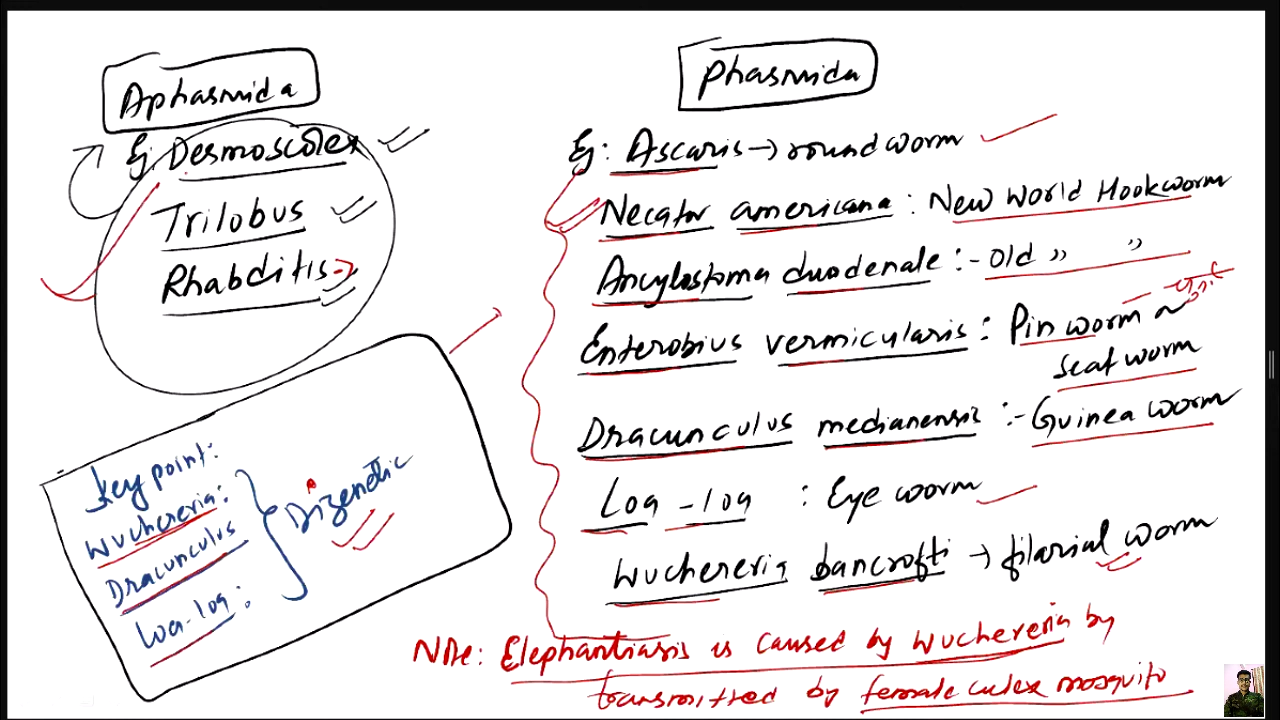 Aphasmida
Eg: Desmoscolex
Trilobus
Rhabditis →
Phasmida
Eg: Ascaris → round worm
Necator americana : New World Hookworm
Ancylostoma duodenale :- Old " "
Enterobius vermicularis : Pin worm ~
seat worm
Dracunculus medianensis :- Guinea worm
Loa - loa : Eye worm
Wuchereria bancrofti → filarial worm
key point:
Wuchereria:
Dracunculus
Loa-loa:
Digenetic
Note: Elephantiasis is caused by Wuchereria by
transmitted by female culex mosquito